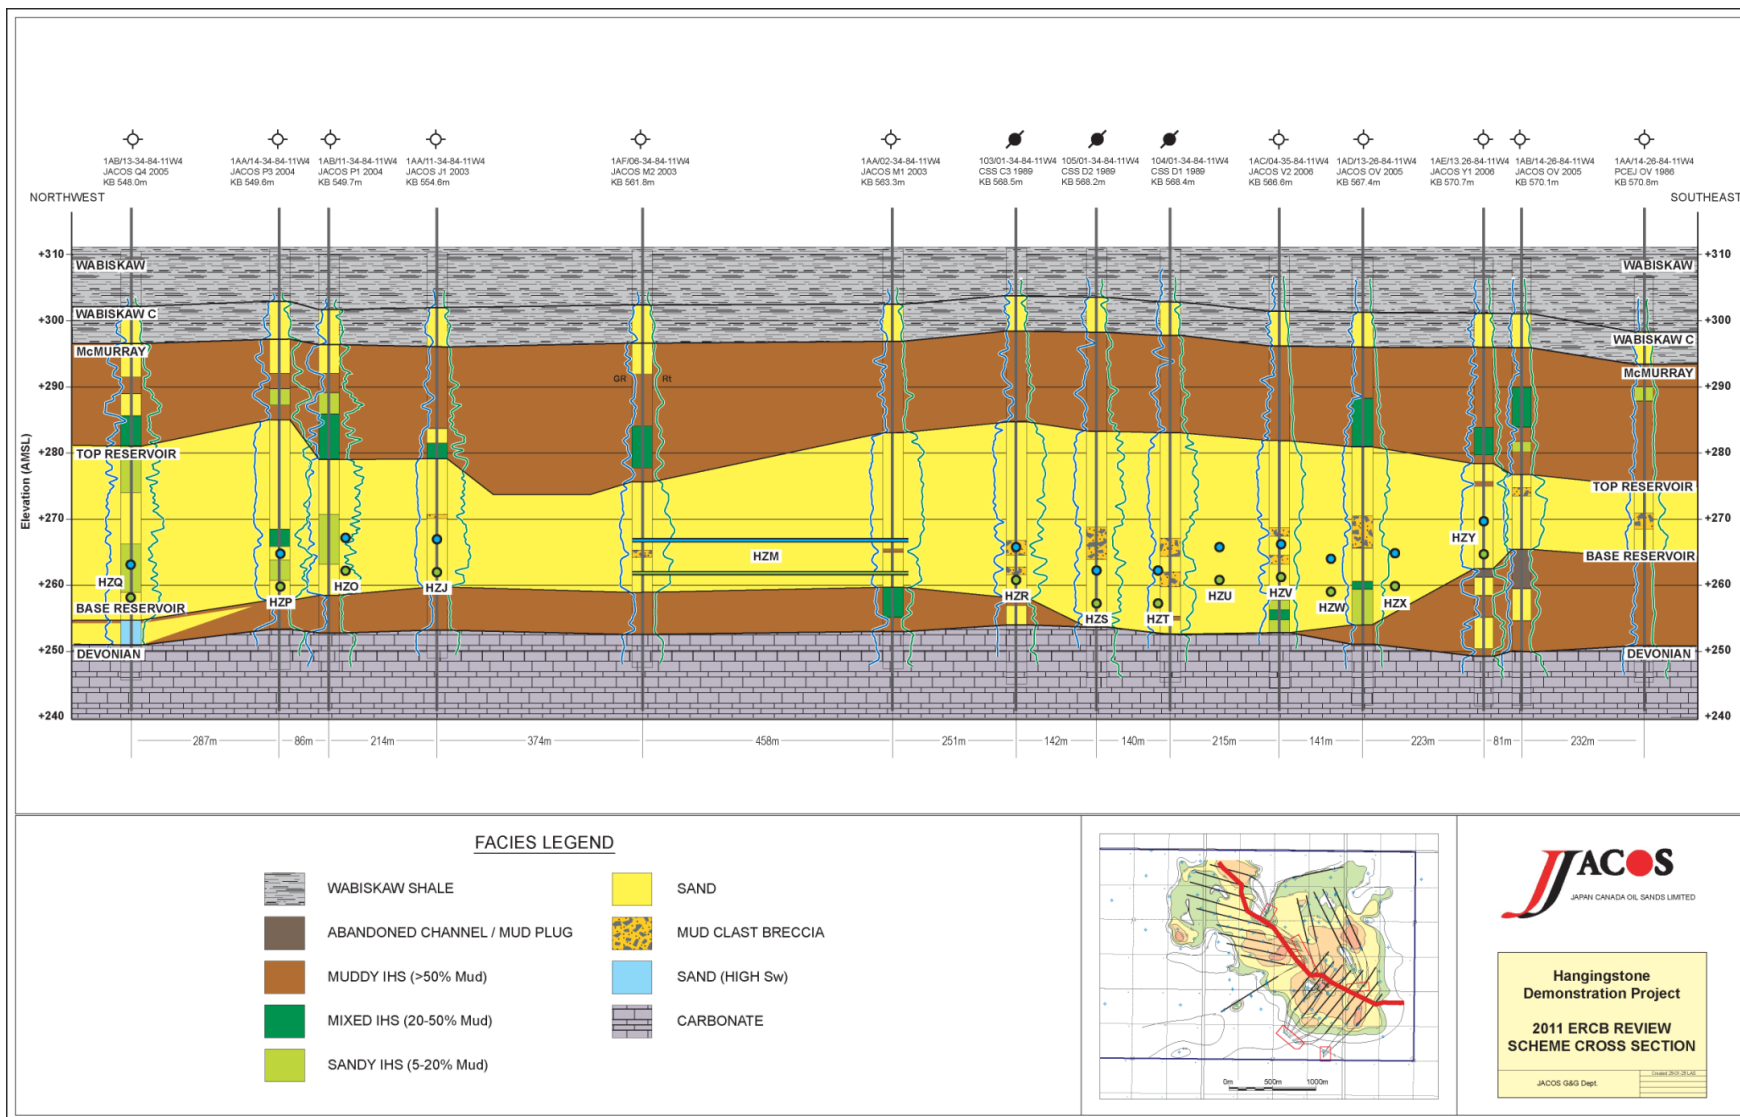 1AB/13-34-84-11W4
JACOS Q4 2005
KB 548.0m
1AA/14-34-84-11W4
JACOS P3 2004
KB 549.6m
1AB/11-34-84-11W4
JACOS P1 2004
KB 549.7m
1AA/11-34-84-11W4
JACOS J1 2003
KB 554.6m
1AF/06-34-84-11W4
JACOS M2 2003
KB 561.8m
1AA/02-34-84-11W4
JACOS M1 2003
KB 563.3m
103/01-34-84-11W4
CSS C3 1989
KB 568.5m
105/01-34-84-11W4
CSS D2 1989
KB 568.2m
104/01-34-84-11W4
CSS D1 1989
KB 568.4m
1AC/04-35-84-11W4
JACOS V2 2006
KB 566.6m
1AD/13-26-84-11W4
JACOS OV 2005
KB 567.4m
1AE/13.26-84-11W4
JACOS Y1 2006
KB 570.7m
1AB/14-26-84-11W4
JACOS OV 2005
KB 570.1m
1AA/14-26-84-11W4
PCEJ OV 1986
KB 570.8m
NORTHWEST
SOUTHEAST
+310
WABISKAW
WABISKAW
+310
WABISKAW C
+300
+300
WABISKAW C
McMURRAY
McMURRAY
GR
Rt
+290
+290
+280
TOP RESERVOIR
+280
TOP RESERVOIR
Elevation (AMSL)
+270
+270
HZY
HZM
BASE RESERVOIR
HZQ
HZO
HZJ
+260
+260
HZP
HZR
HZU
HZV
HZW
HZX
BASE RESERVOIR
HZS
HZT
+250
DEVONIAN
DEVONIAN
+250
+240
+240
287m
86m
214m
374m
458m
251m
142m
140m
215m
141m
223m
81m
232m
FACIES LEGEND
WABISKAW SHALE
ABANDONED CHANNEL / MUD PLUG
MUDDY IHS (>50% Mud)
MIXED IHS (20-50% Mud)
SANDY IHS (5-20% Mud)
SAND
MUD CLAST BRECCIA
SAND (HIGH Sw)
CARBONATE
0m
500m
1000m
JACOS
JAPAN CANADA OIL SANDS LIMITED
Hangingstone
Demonstration Project
2011 ERCB REVIEW
SCHEME CROSS SECTION
JACOS G&G Dept.